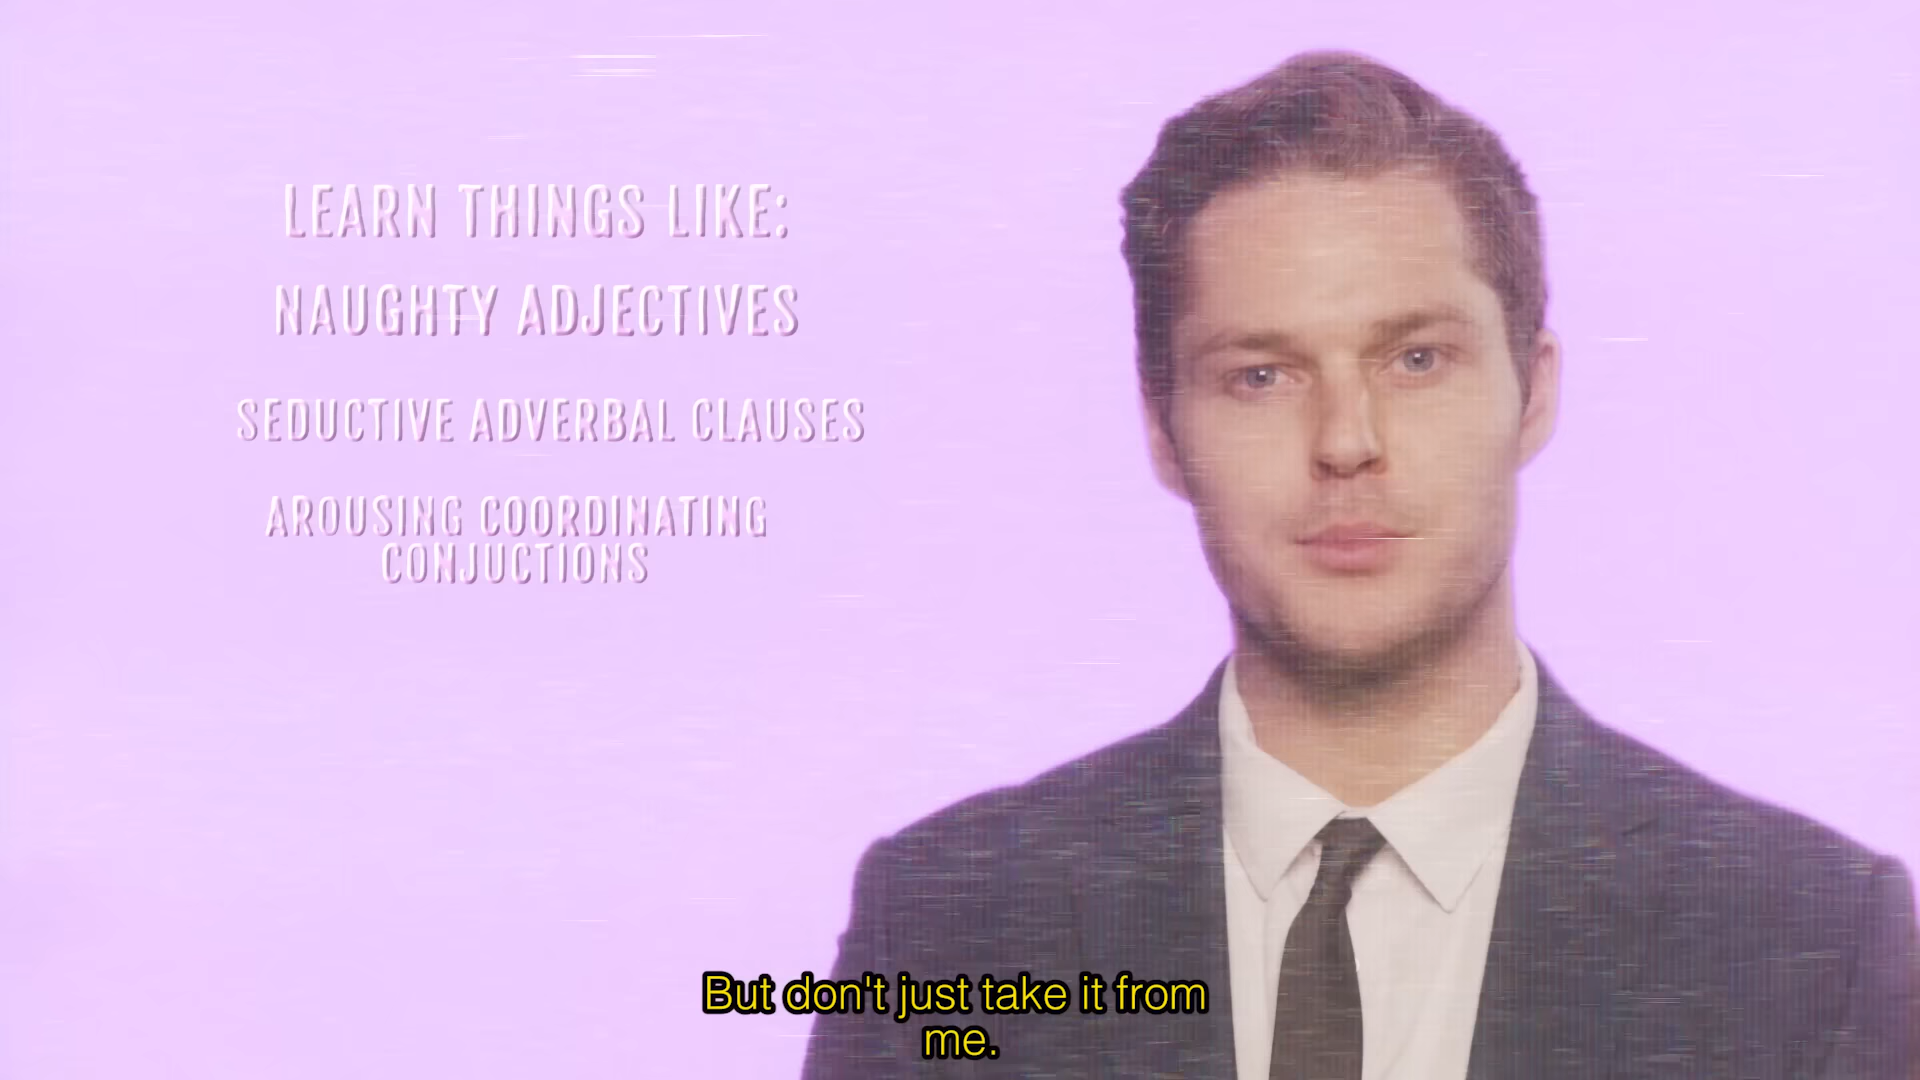 LEARN THINGS LIKE:
NAUGHTY ADJECTIVES
SEDUCTIVE ADVERBAL CLAUSES
AROUSING COORDINATING
CONJUCTIONS
But don't just take it from
me.